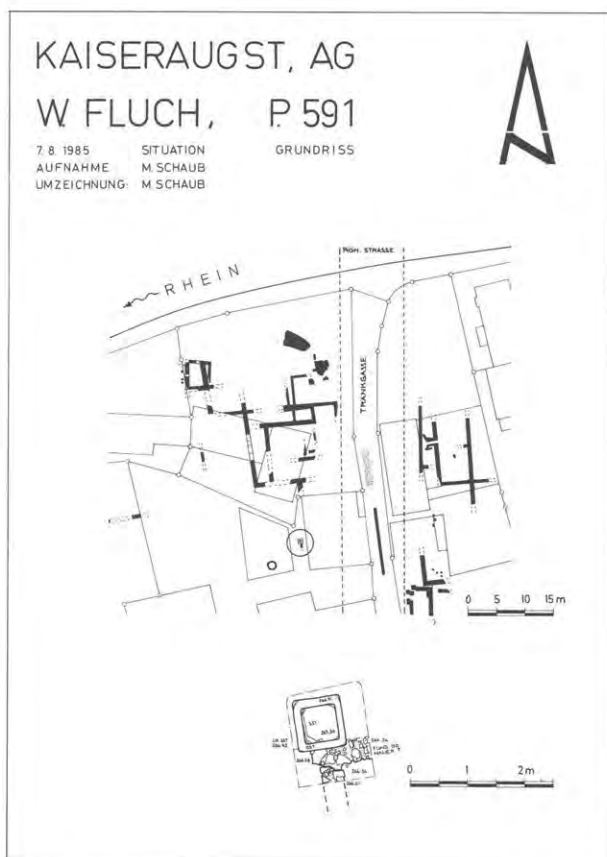 KAISERAUGST, AG
W. FLUCH, P. 591
7. 8. 1985 SITUATION GRUNDRISS
AUFNAHME M. SCHAUB
UMZEICHNUNG: M. SCHAUB
RÖM. STRASSE
RHEIN
TRÄNKGASSE
0 5 10 15 m
0 1 2 m